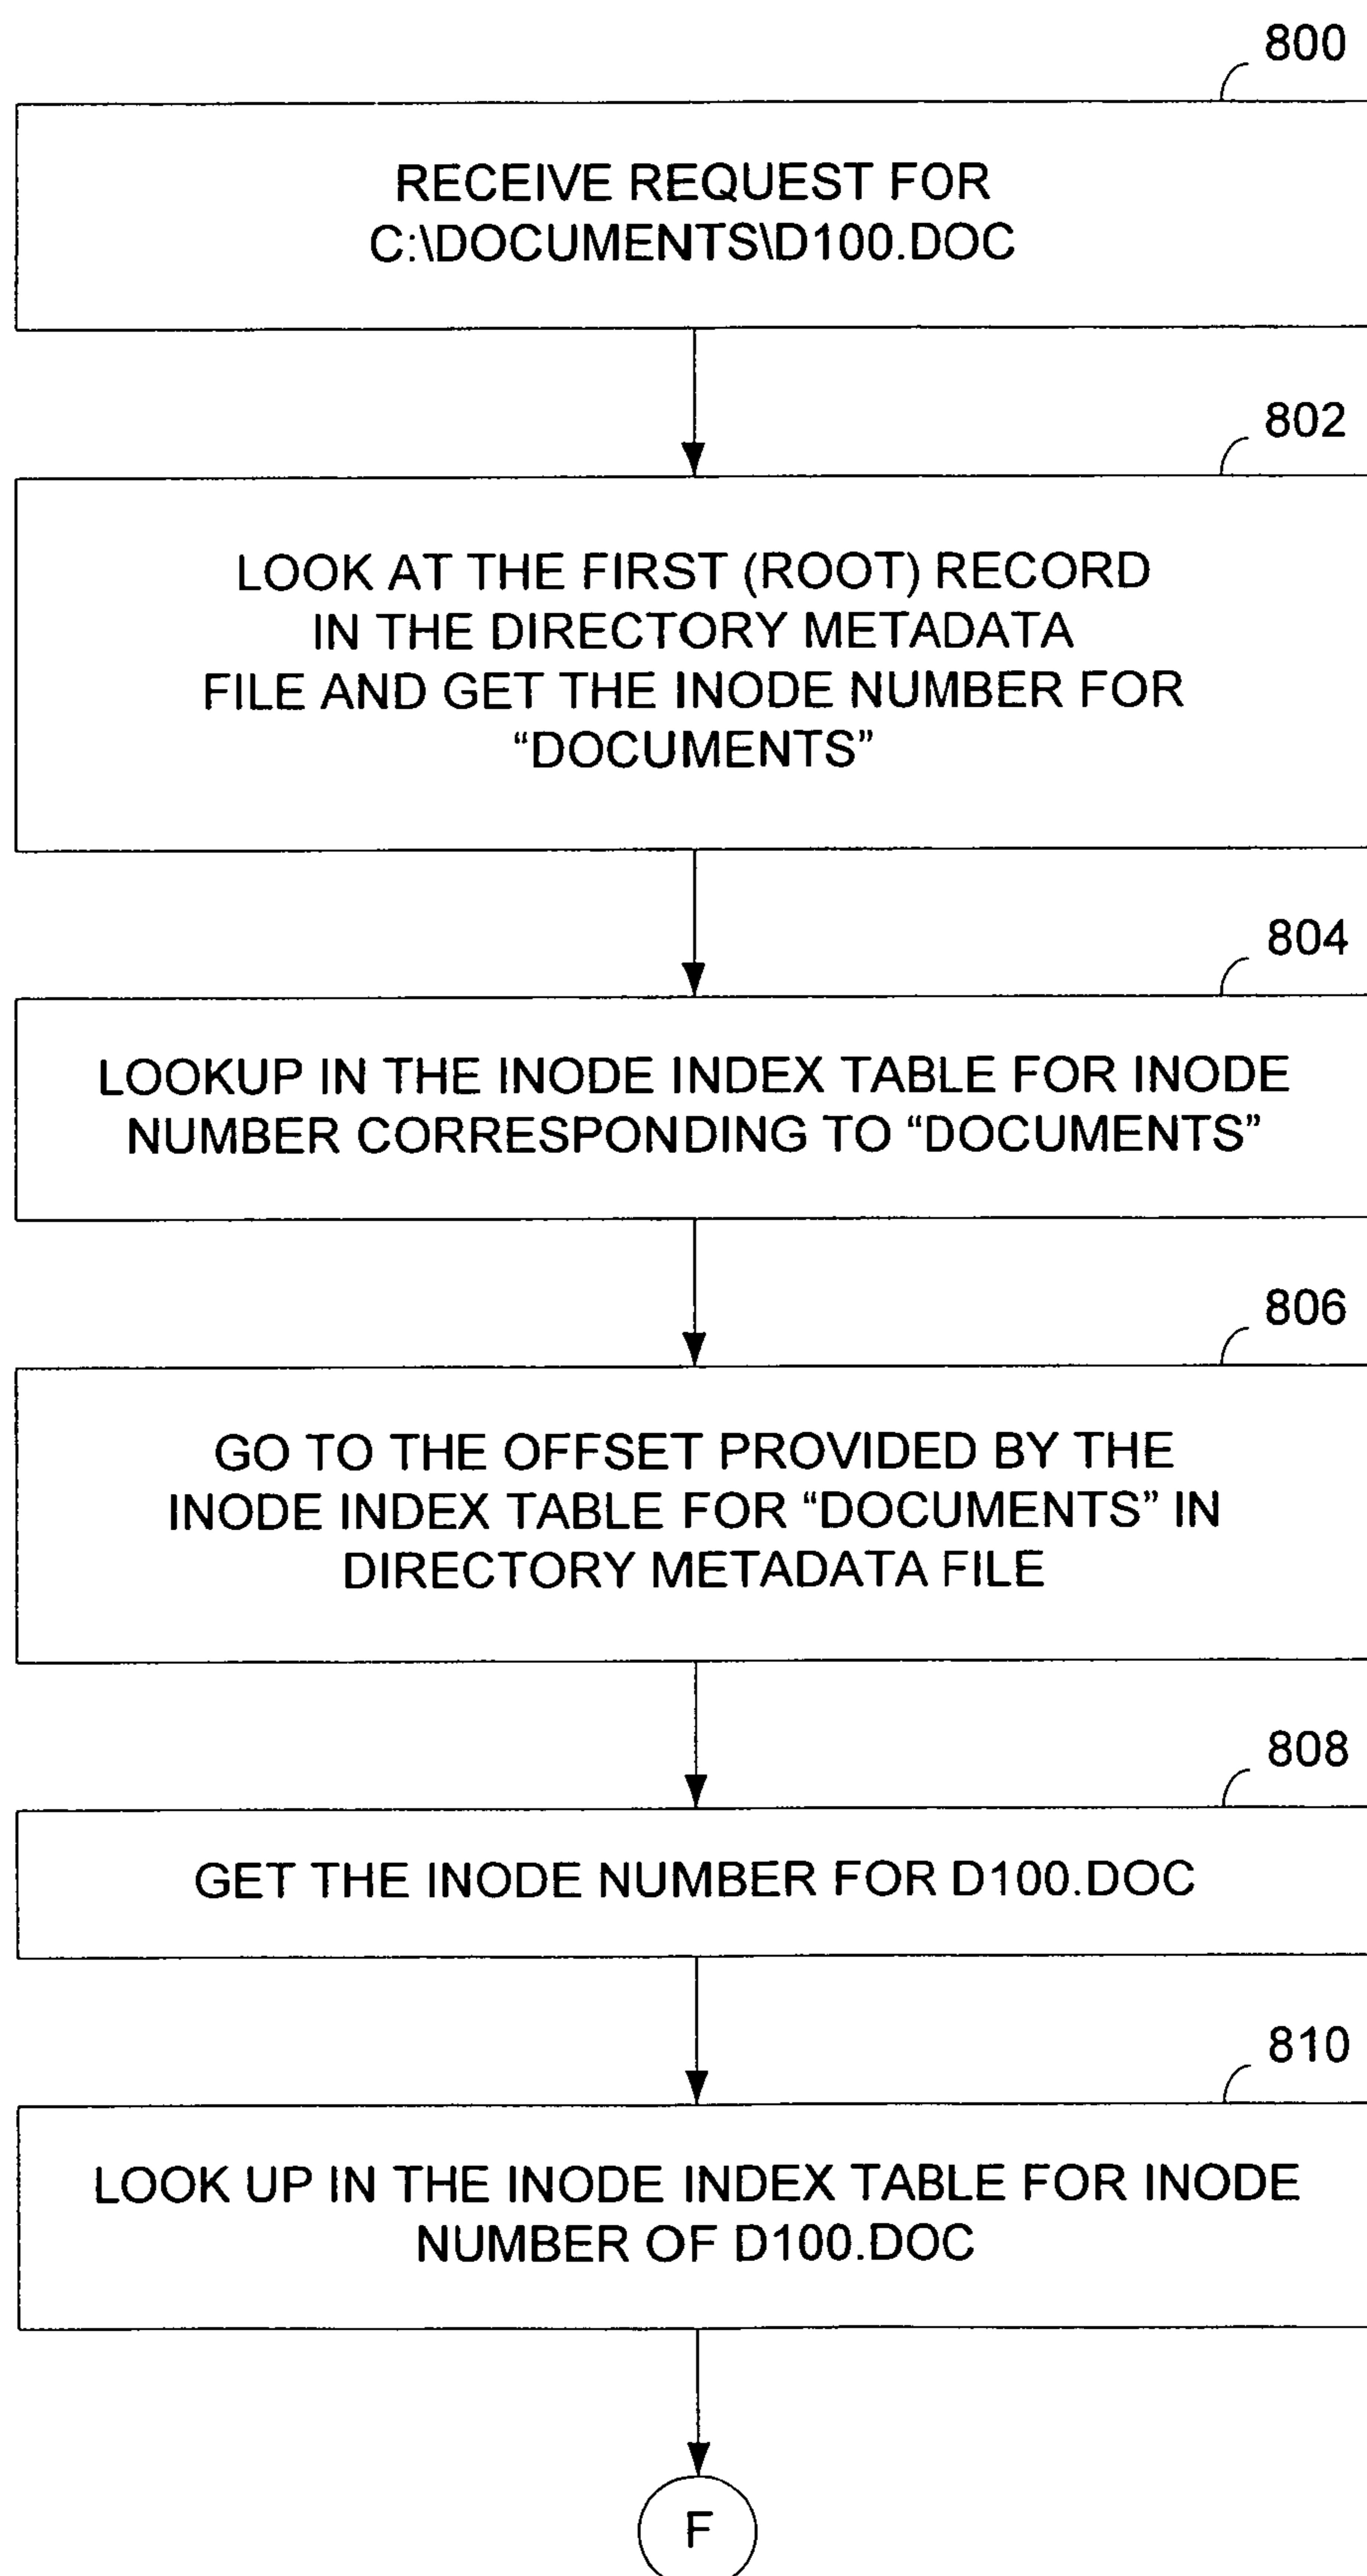 800
RECEIVE REQUEST FOR
C:\DOCUMENTS\D100.DOC
802
LOOK AT THE FIRST (ROOT) RECORD
IN THE DIRECTORY METADATA
FILE AND GET THE INODE NUMBER FOR
“DOCUMENTS”
804
LOOKUP IN THE INODE INDEX TABLE FOR INODE
NUMBER CORRESPONDING TO “DOCUMENTS”
806
GO TO THE OFFSET PROVIDED BY THE
INODE INDEX TABLE FOR “DOCUMENTS” IN
DIRECTORY METADATA FILE
808
GET THE INODE NUMBER FOR D100.DOC
810
LOOK UP IN THE INODE INDEX TABLE FOR INODE
NUMBER OF D100.DOC
F